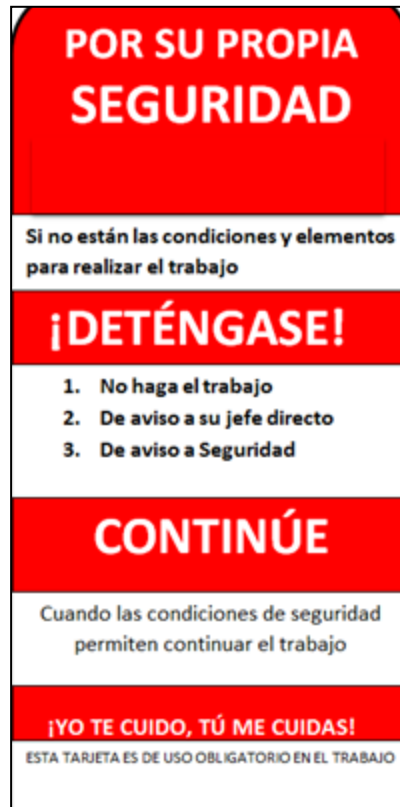 POR SU PROPIA
SEGURIDAD
Si no están las condiciones y elementos
para realizar el trabajo
¡DETÉNGASE!
1. No haga el trabajo
2. De aviso a su jefe directo
3. De aviso a Seguridad
CONTINÚE
Cuando las condiciones de seguridad
permiten continuar el trabajo
¡YO TE CUIDO, TÚ ME CUIDAS!
ESTA TARJETA ES DE USO OBLIGATORIO EN EL TRABAJO